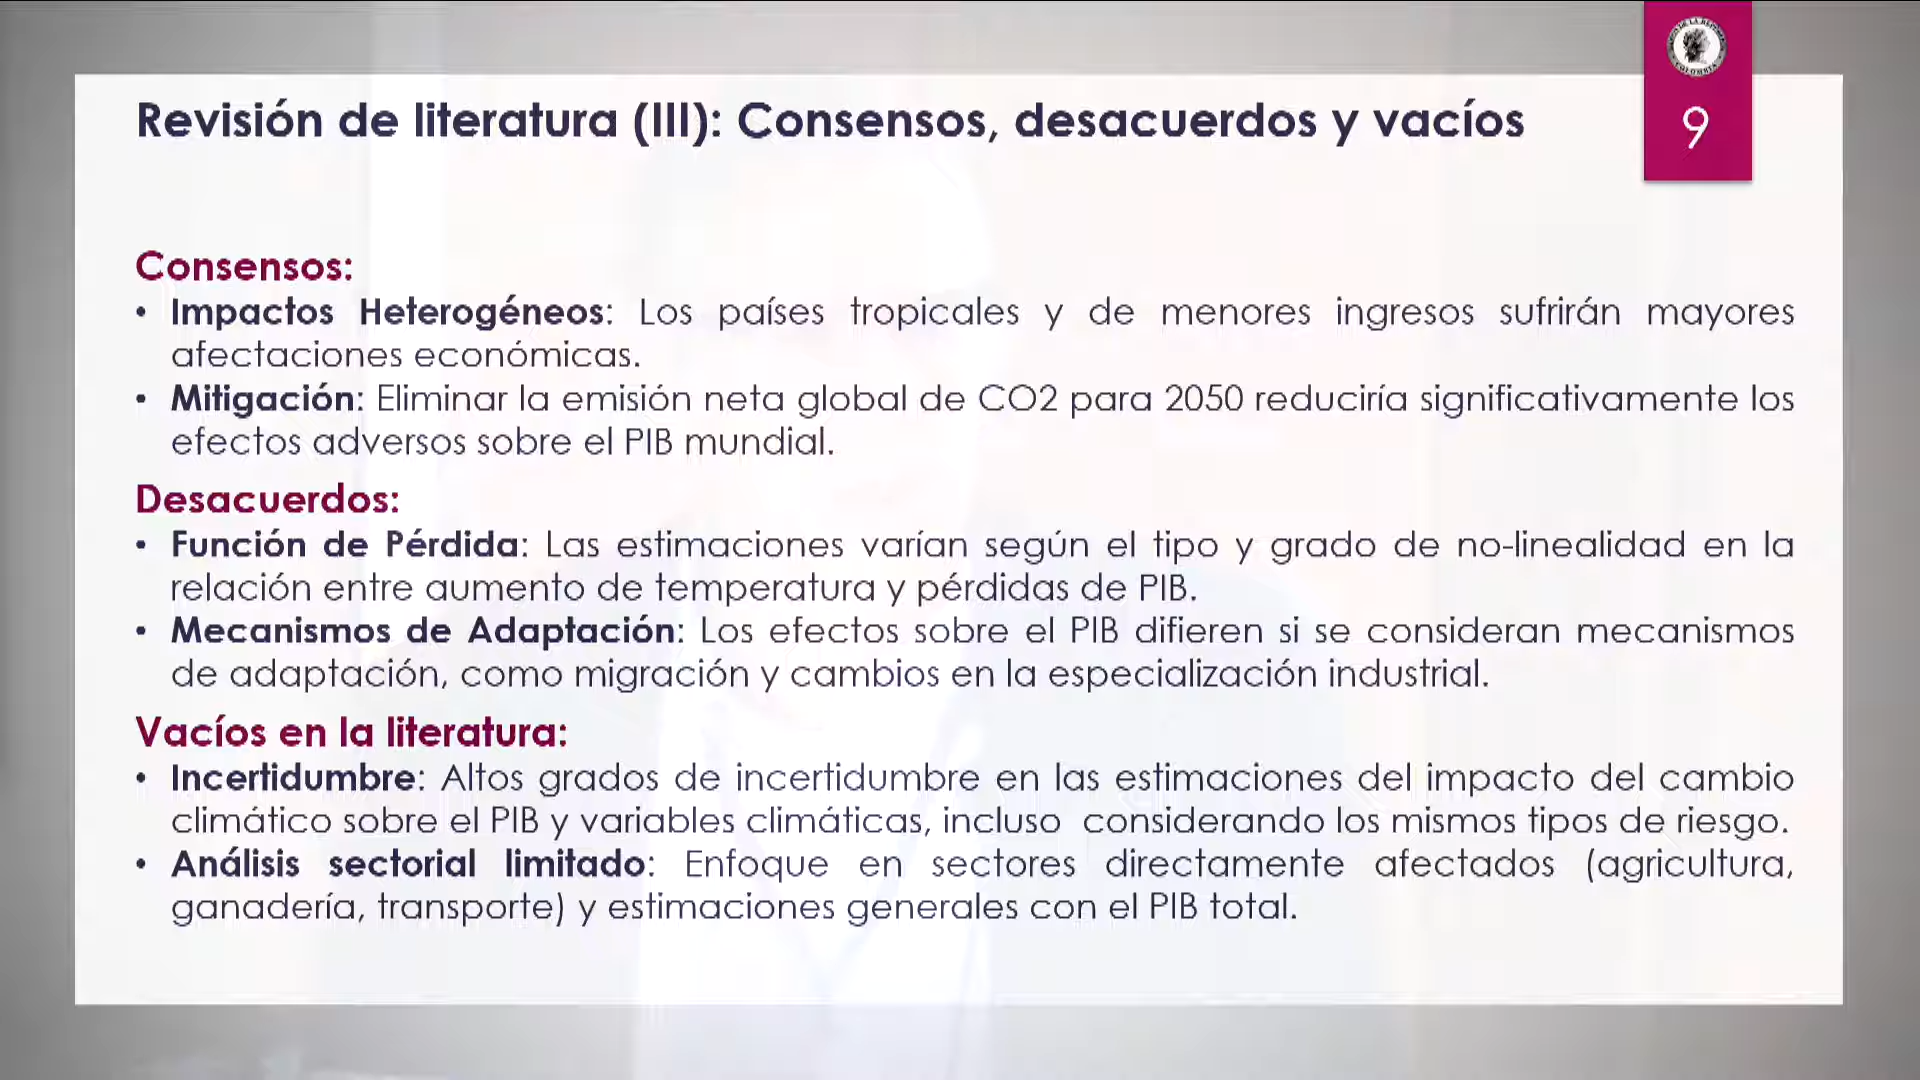 Revisión de literatura (III): Consensos, desacuerdos y vacíos
9
Consensos:
• Impactos Heterogéneos: Los países tropicales y de menores ingresos sufrirán mayores
afectaciones económicas.
• Mitigación: Eliminar la emisión neta global de CO2 para 2050 reduciría significativamente los
efectos adversos sobre el PIB mundial.
Desacuerdos:
• Función de Pérdida: Las estimaciones varían según el tipo y grado de no-linealidad en la
relación entre aumento de temperatura y pérdidas de PIB.
• Mecanismos de Adaptación: Los efectos sobre el PIB difieren si se consideran mecanismos
de adaptación, como migración y cambios en la especialización industrial.
Vacíos en la literatura:
• Incertidumbre: Altos grados de incertidumbre en las estimaciones del impacto del cambio
climático sobre el PIB y variables climáticas, incluso considerando los mismos tipos de riesgo.
• Análisis sectorial limitado: Enfoque en sectores directamente afectados (agricultura,
ganadería, transporte) y estimaciones generales con el PIB total.